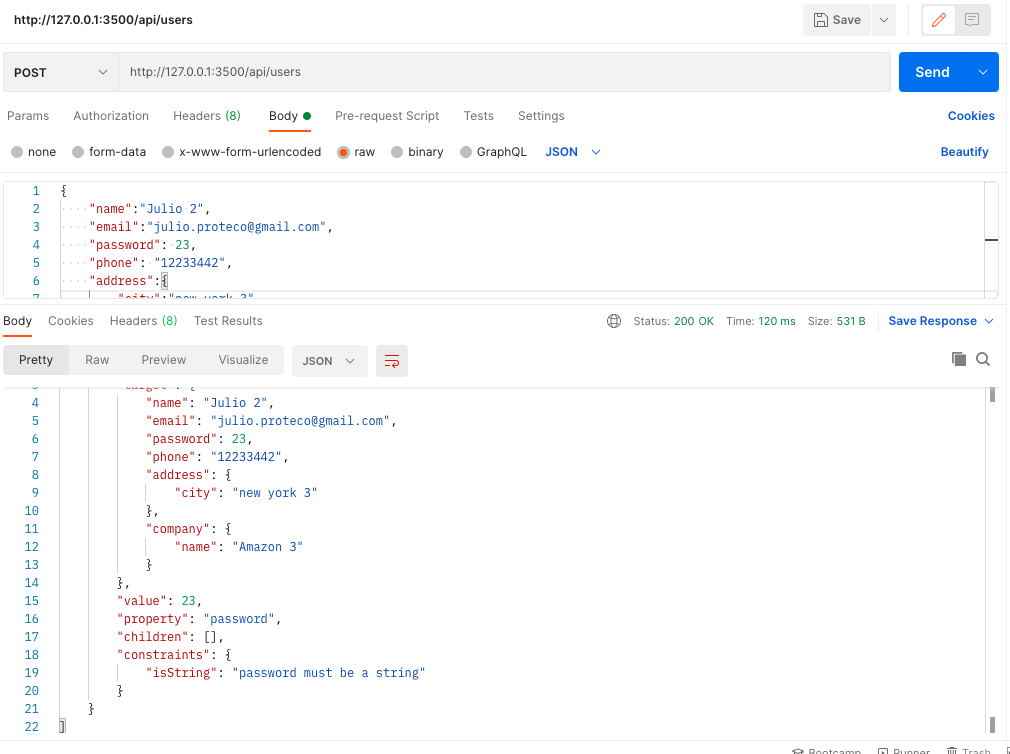 http://127.0.0.1:3500/api/users
Save
POST
http://127.0.0.1:3500/api/users
Send
Params Authorization Headers (8) Body Pre-request Script Tests Settings Cookies
none form-data x-www-form-urlencoded raw binary GraphQL JSON Beautify
1 {
2 ····"name":"Julio·2",
3 ····"email":"julio.proteco@gmail.com",
4 ····"password":·23,
5 ····"phone":·"12233442",
6 ····"address":{
7 "city":"new york 3"
Body Cookies Headers (8) Test Results Status: 200 OK Time: 120 ms Size: 531 B Save Response
Pretty Raw Preview Visualize JSON
3 "target": {
4 "name": "Julio 2",
5 "email": "julio.proteco@gmail.com",
6 "password": 23,
7 "phone": "12233442",
8 "address": {
9 "city": "new york 3"
10 },
11 "company": {
12 "name": "Amazon 3"
13 }
14 },
15 "value": 23,
16 "property": "password",
17 "children": [],
18 "constraints": {
19 "isString": "password must be a string"
20 }
21 }
22 ]
Bootcamp Runner Trash